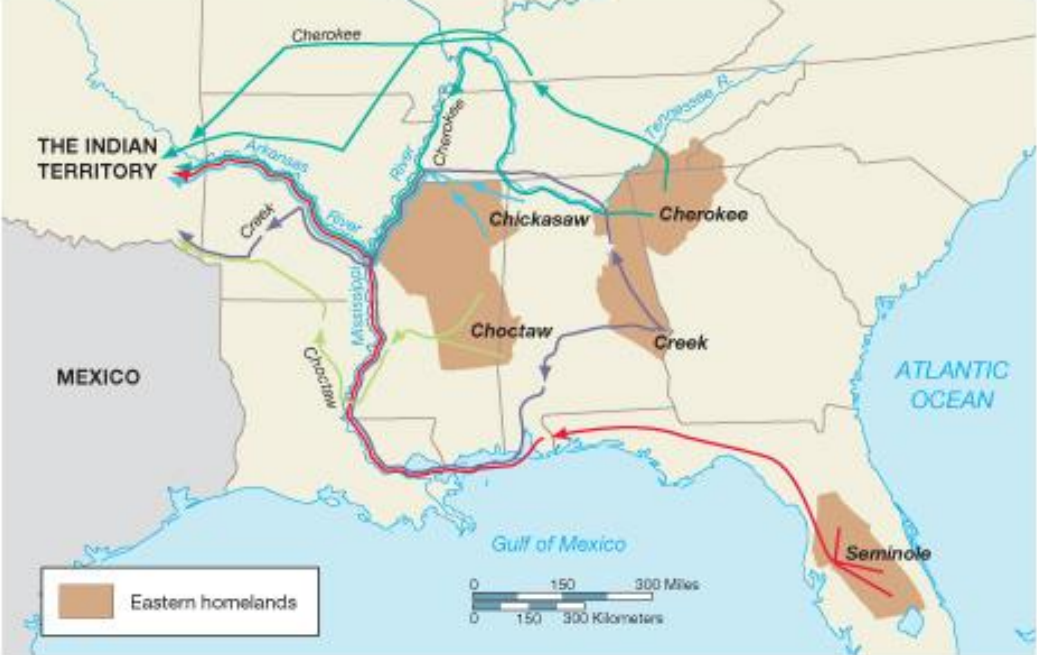 Cherokee
Tennessee R.
Cherokee
THE INDIAN
TERRITORY
Arkansas
River
River
Creek
Chickasaw
Cherokee
Mississippi
Choctaw
Creek
Choctaw
MEXICO
ATLANTIC
OCEAN
Gulf of Mexico
Seminole
Eastern homelands
0 150 300 Miles
0 150 300 Kilometers